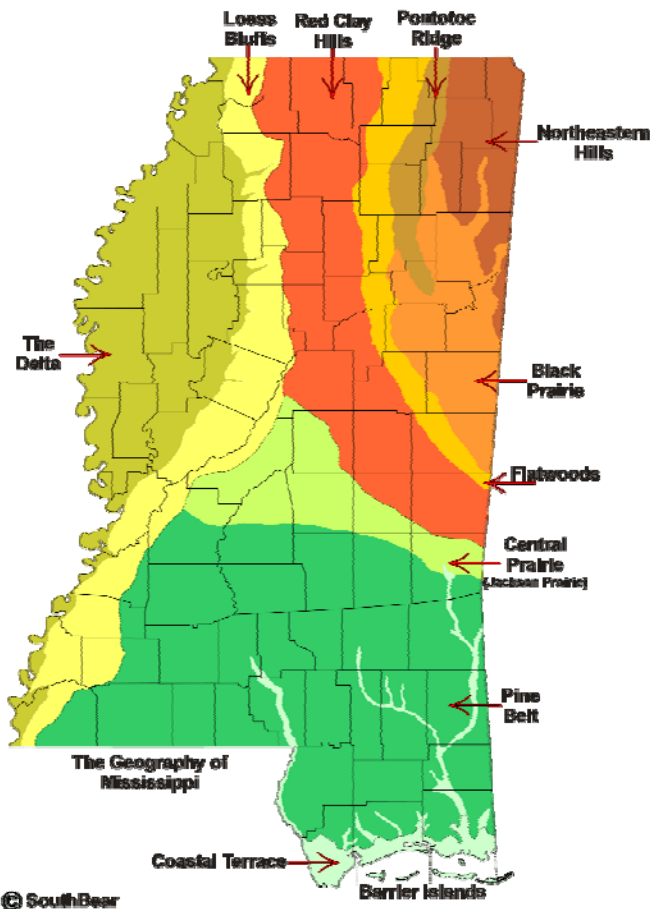 Loess
Bluffs
Red Clay
Hills
Pontotoc
Ridge
Northeastern
Hills
The
Delta
Black
Prairie
Flatwoods
Central
Prairie
(Jackson Prairie)
Pine
Belt
The Geography of
Mississippi
Coastal Terrace
Barrier Islands
© SouthBear